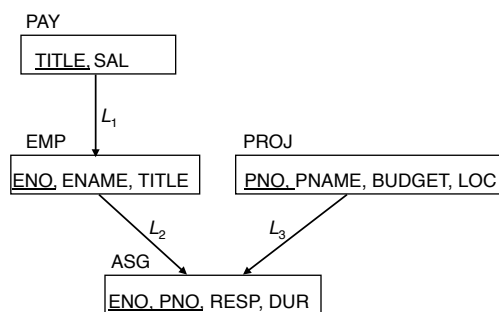 PAY
TITLE, SAL
L1
EMP
PROJ
ENO, ENAME, TITLE
PNO, PNAME, BUDGET, LOC
L2
L3
ASG
ENO, PNO, RESP, DUR